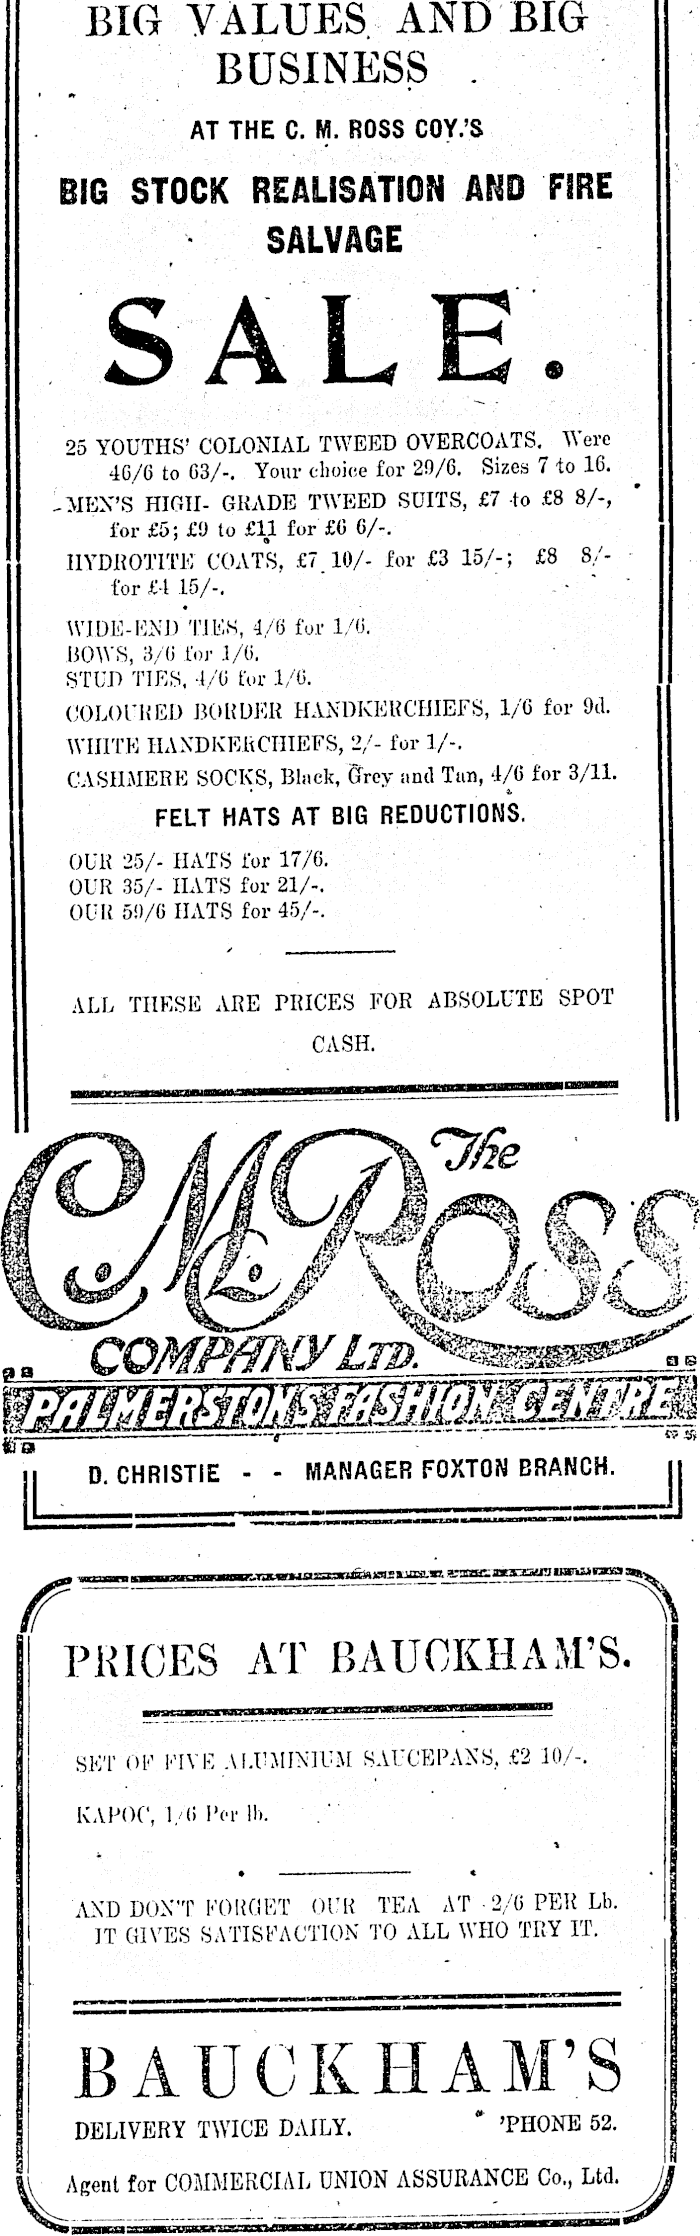 BIG VALUES AND BIG
BUSINESS
AT THE C. M. ROSS COY.'S
BIG STOCK REALISATION AND FIRE
SALVAGE
SALE.
25 YOUTHS' COLONIAL TWEED OVERCOATS. Were
46/6 to 63/-. Your choice for 29/6. Sizes 7 to 16.
MEN'S HIGH- GRADE TWEED SUITS, £7 to £8 8/-,
for £5; £9 to £11 for £6 6/-.
HYDROTITE COATS, £7 10/- for £3 15/-; £8 8/-
for £4 15/-.
WIDE-END TIES, 4/6 for 1/6.
BOWS, 3/6 for 1/6.
STUD TIES, 4/6 for 1/6.
COLOURED BORDER HANDKERCHIEFS, 1/6 for 9d.
WHITE HANDKERCHIEFS, 2/- for 1/-.
CASHMERE SOCKS, Black, Grey and Tan, 4/6 for 3/11.
FELT HATS AT BIG REDUCTIONS.
OUR 25/- HATS for 17/6.
OUR 35/- HATS for 21/-.
OUR 59/6 HATS for 45/-.
ALL THESE ARE PRICES FOR ABSOLUTE SPOT
CASH.
The
C. M. Ross Co.
COMPANY LTD.
PALMERSTON'S FASHION CENTRE
D. CHRISTIE - - MANAGER FOXTON BRANCH.
PRICES AT BAUCKHAM'S.
SET OF FIVE ALUMINIUM SAUCEPANS, £2 10/-.
KAPOC, 1/6 Per lb.
AND DON'T FORGET OUR TEA AT 2/6 PER Lb.
IT GIVES SATISFACTION TO ALL WHO TRY IT.
BAUCKHAM'S
DELIVERY TWICE DAILY. 'PHONE 52.
Agent for COMMERCIAL UNION ASSURANCE Co., Ltd.